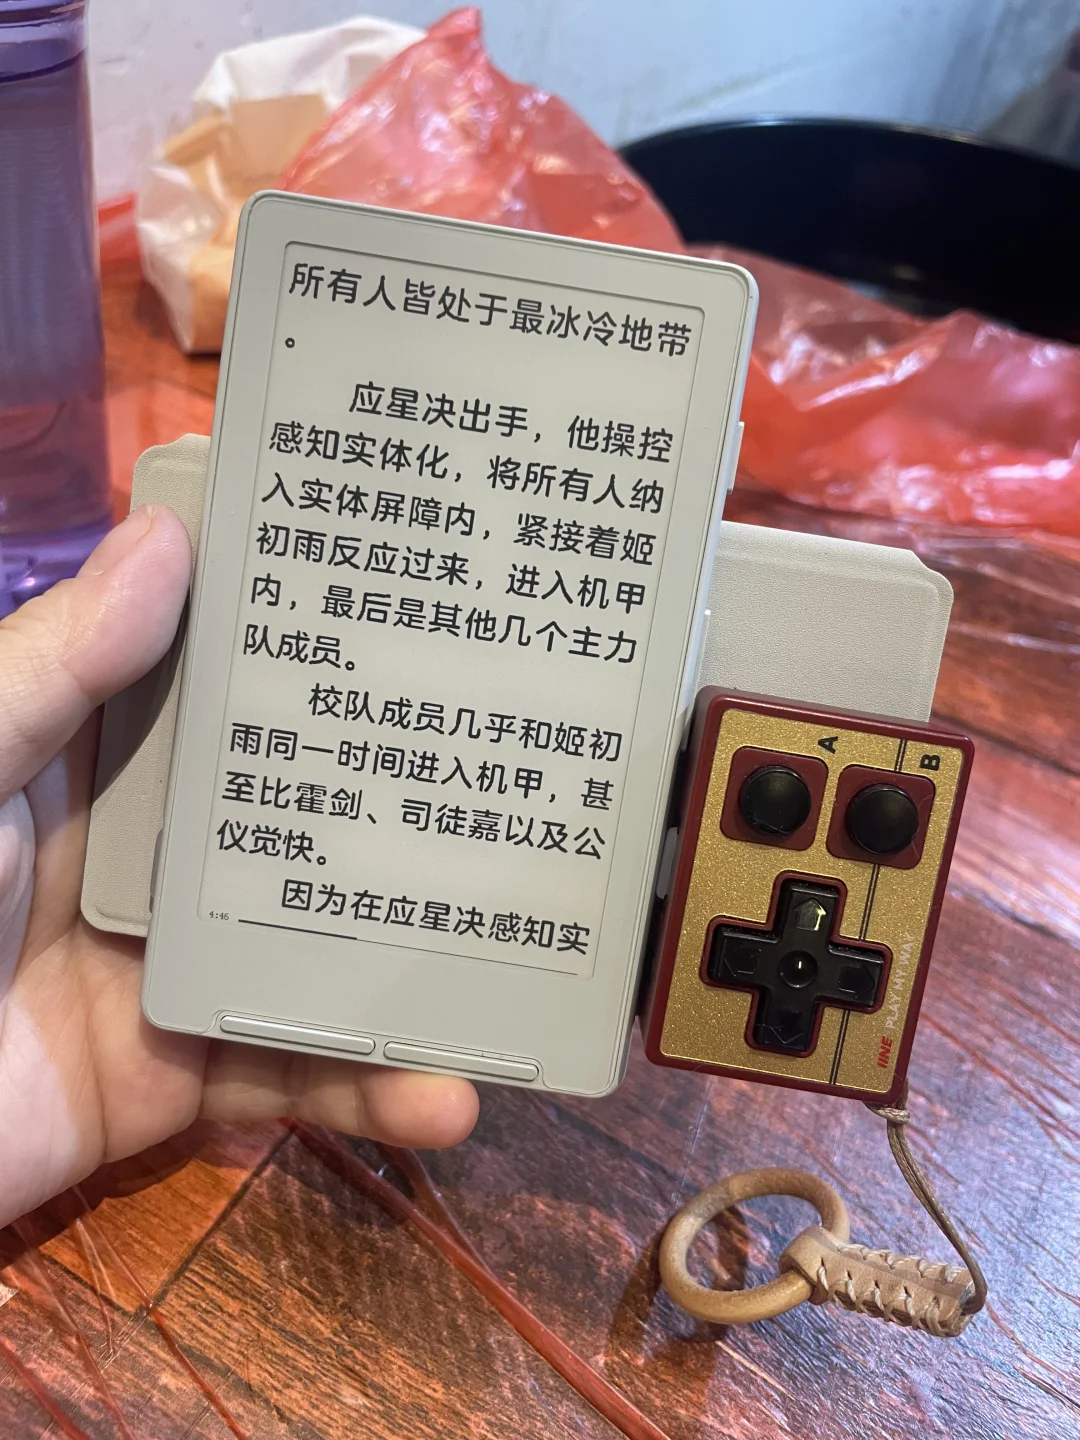 所有人皆处于最冰冷地带
。
应星决出手，他操控
感知实体化，将所有人纳
入实体屏障内，紧接着姬
初雨反应过来，进入机甲
内，最后是其他几个主力
队成员。
校队成员几乎和姬初
雨同一时间进入机甲，甚
至比霍剑、司徒嘉以及公
仪觉快。
因为在应星决感知实
4:46
A
B
IINE PLAY MY WAY